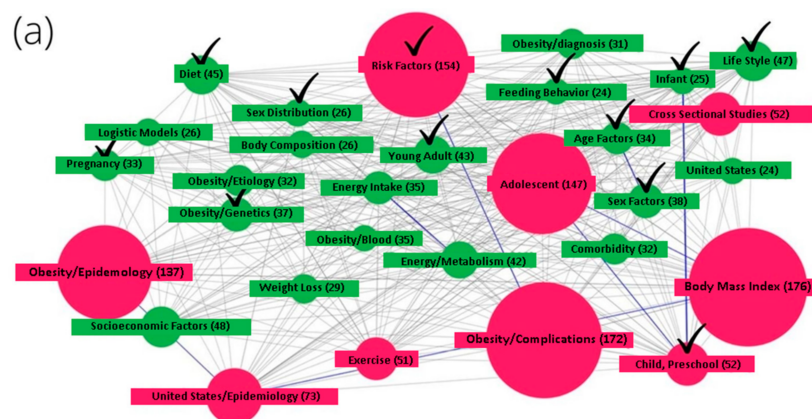 (a)
Obesity/diagnosis (31)
Life Style (47)
Risk Factors (154)
Diet (45)
Infant (25)
Feeding Behavior (24)
Sex Distribution (26)
Cross Sectional Studies (52)
Logistic Models (26)
Age Factors (34)
Body Composition (26)
Young Adult (43)
Pregnancy (33)
United States (24)
Obesity/Etiology (32)
Energy Intake (35)
Adolescent (147)
Sex Factors (38)
Obesity/Genetics (37)
Obesity/Blood (35)
Comorbidity (32)
Energy/Metabolism (42)
Obesity/Epidemology (137)
Weight Loss (29)
Body Mass Index (176)
Socioeconomic Factors (48)
Obesity/Complications (172)
Exercise (51)
Child, Preschool (52)
United States/Epidemiology (73)